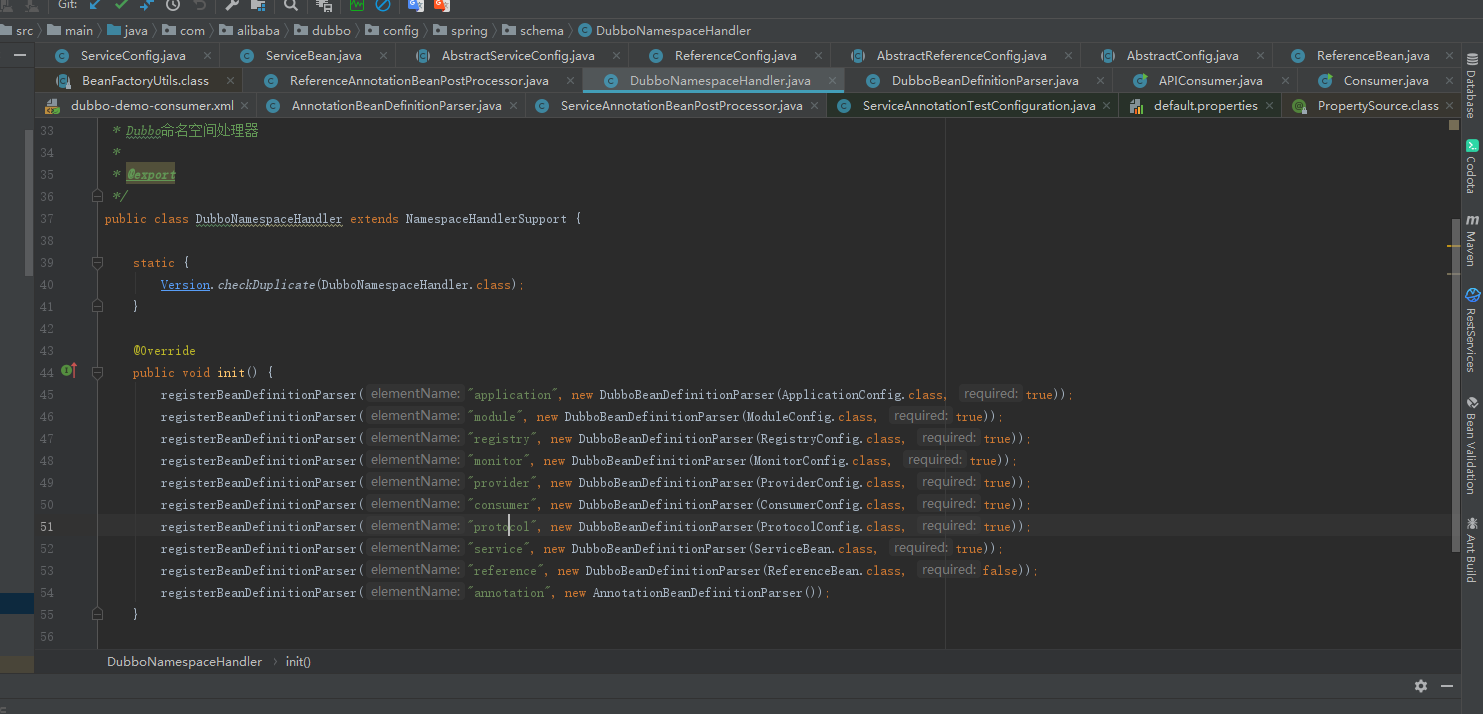 Git:
src main java com alibaba dubbo config spring schema DubboNamespaceHandler
ServiceConfig.java ServiceBean.java AbstractServiceConfig.java ReferenceConfig.java AbstractReferenceConfig.java AbstractConfig.java ReferenceBean.java
BeanFactoryUtils.class ReferenceAnnotationBeanPostProcessor.java DubboNamespaceHandler.java DubboBeanDefinitionParser.java APIConsumer.java Consumer.java
dubbo-demo-consumer.xml AnnotationBeanDefinitionParser.java ServiceAnnotationBeanPostProcessor.java ServiceAnnotationTestConfiguration.java default.properties PropertySource.class
33 * Dubbo命名空间处理器
34 *
35 * @export
36 */
37 public class DubboNamespaceHandler extends NamespaceHandlerSupport {
38
39 static {
40 Version.checkDuplicate(DubboNamespaceHandler.class);
41 }
42
43 @Override
44 public void init() {
45 registerBeanDefinitionParser( elementName: "application", new DubboBeanDefinitionParser(ApplicationConfig.class, required: true));
46 registerBeanDefinitionParser( elementName: "module", new DubboBeanDefinitionParser(ModuleConfig.class, required: true));
47 registerBeanDefinitionParser( elementName: "registry", new DubboBeanDefinitionParser(RegistryConfig.class, required: true));
48 registerBeanDefinitionParser( elementName: "monitor", new DubboBeanDefinitionParser(MonitorConfig.class, required: true));
49 registerBeanDefinitionParser( elementName: "provider", new DubboBeanDefinitionParser(ProviderConfig.class, required: true));
50 registerBeanDefinitionParser( elementName: "consumer", new DubboBeanDefinitionParser(ConsumerConfig.class, required: true));
51 registerBeanDefinitionParser( elementName: "protocol", new DubboBeanDefinitionParser(ProtocolConfig.class, required: true));
52 registerBeanDefinitionParser( elementName: "service", new DubboBeanDefinitionParser(ServiceBean.class, required: true));
53 registerBeanDefinitionParser( elementName: "reference", new DubboBeanDefinitionParser(ReferenceBean.class, required: false));
54 registerBeanDefinitionParser( elementName: "annotation", new AnnotationBeanDefinitionParser());
55 }
56
DubboNamespaceHandler › init()
Database
Codota
Maven
RestServices
Bean Validation
Ant Build